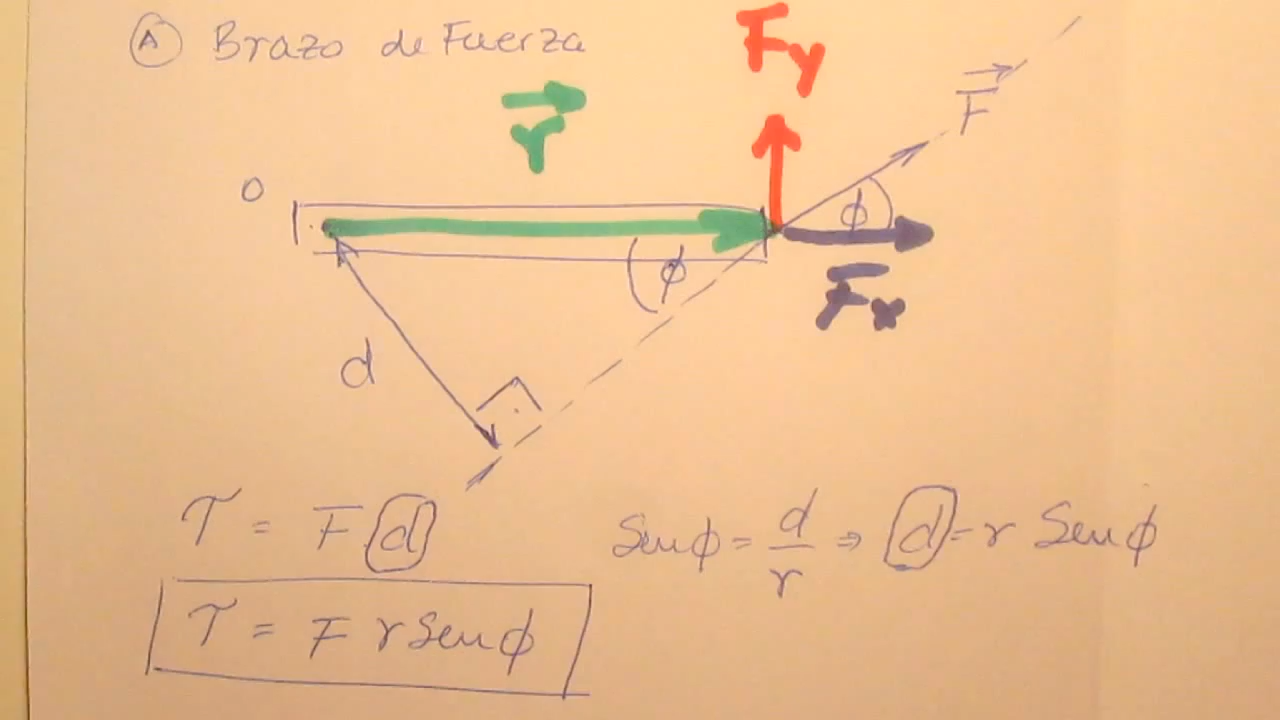 Ⓐ Brazo de Fuerza
Fy
F
r
O
ϕ
ϕ
Fx
d
τ = F d
Senϕ = d/r ⇒ d = r Senϕ
τ = F r Senϕ